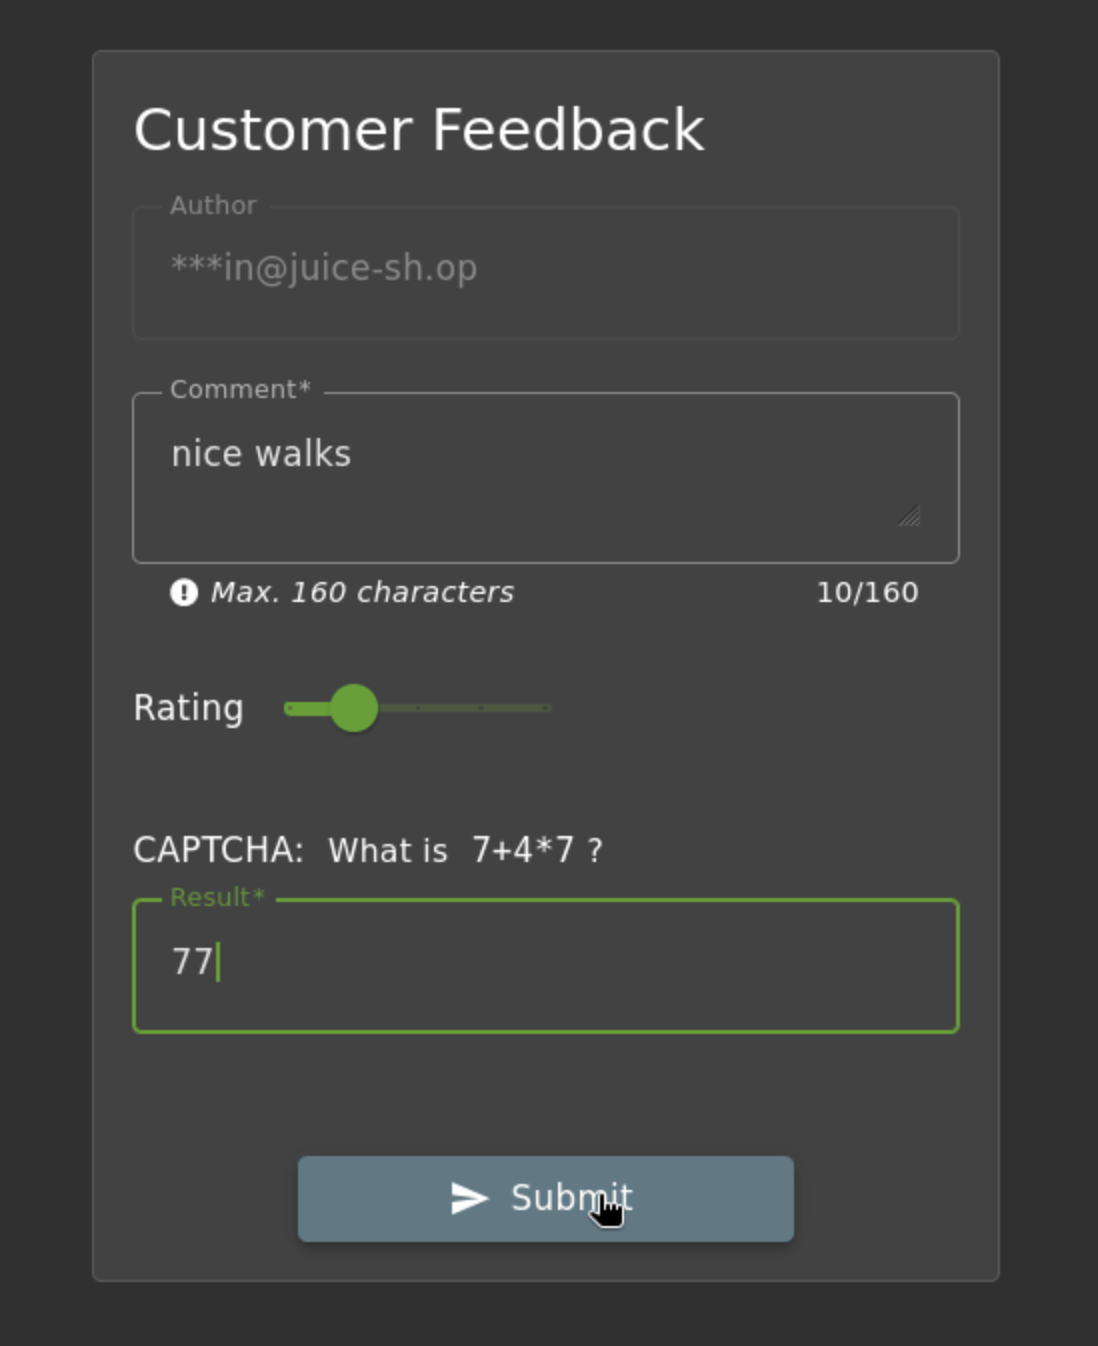 Customer Feedback
Author
***in@juice-sh.op
Comment*
nice walks
Max. 160 characters 10/160
Rating
CAPTCHA: What is 7+4*7 ?
Result*
77
Submit